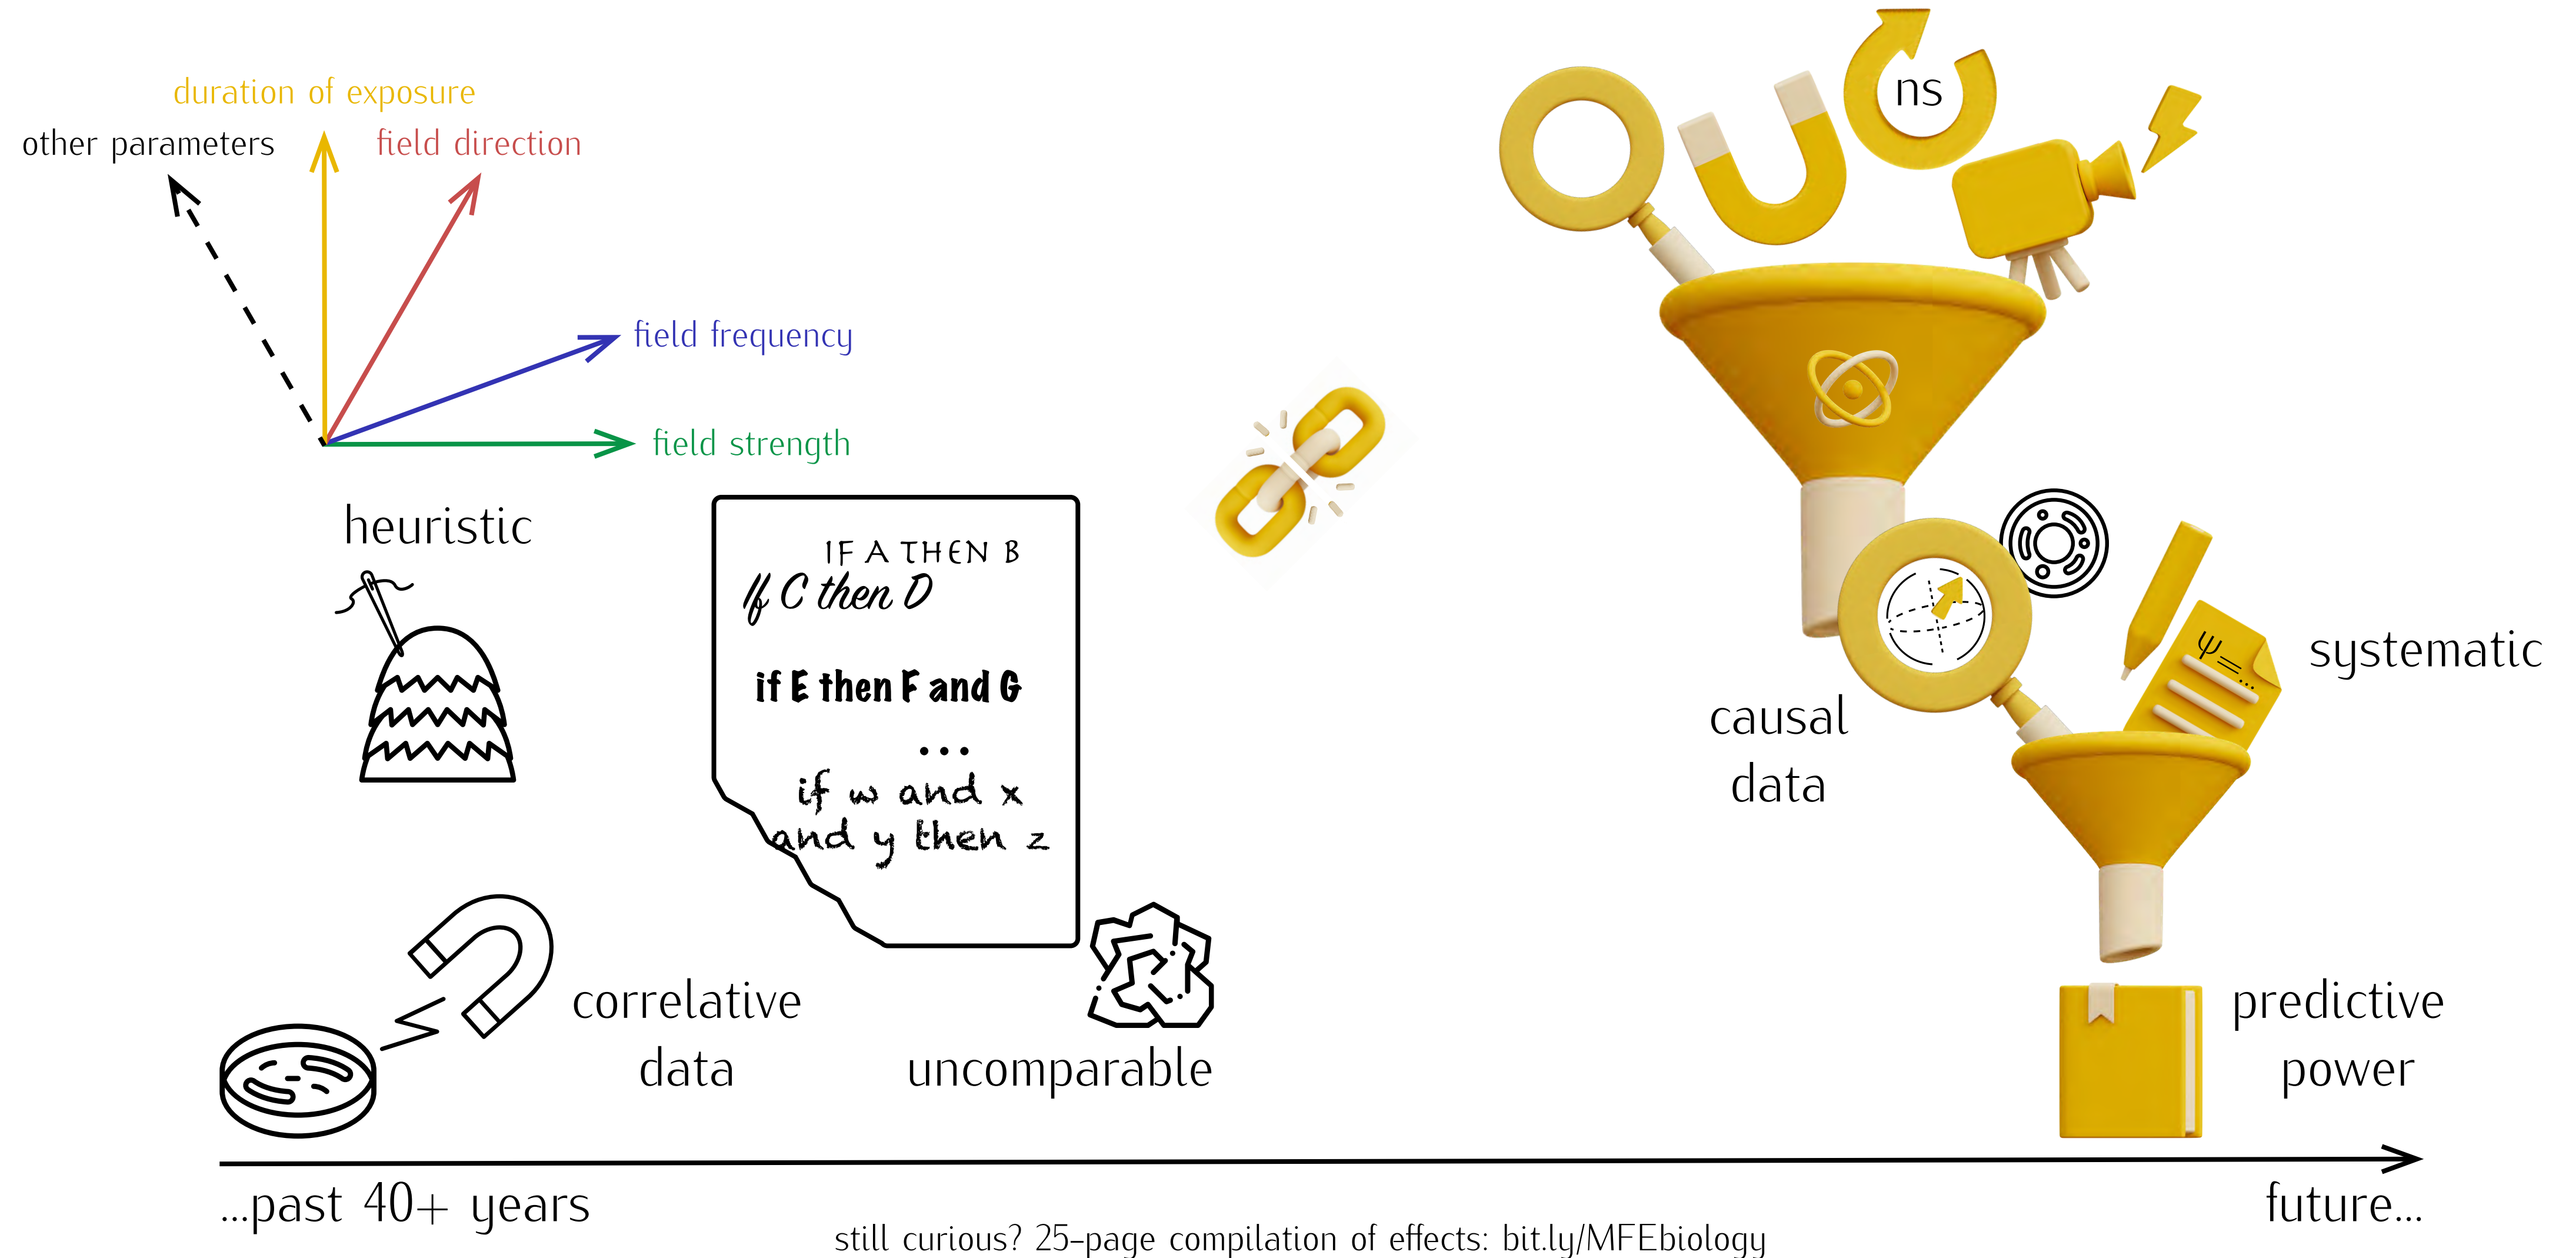 duration of exposure
other parameters
field direction
field frequency
field strength
heuristic
IF A THEN B
If C then D
if E then F and G
...
if w and x
and y then z
correlative
data
uncomparable
ns
causal
data
ψ=...
systematic
predictive
power
...past 40+ years
future...
still curious? 25-page compilation of effects: bit.ly/MFEbiology